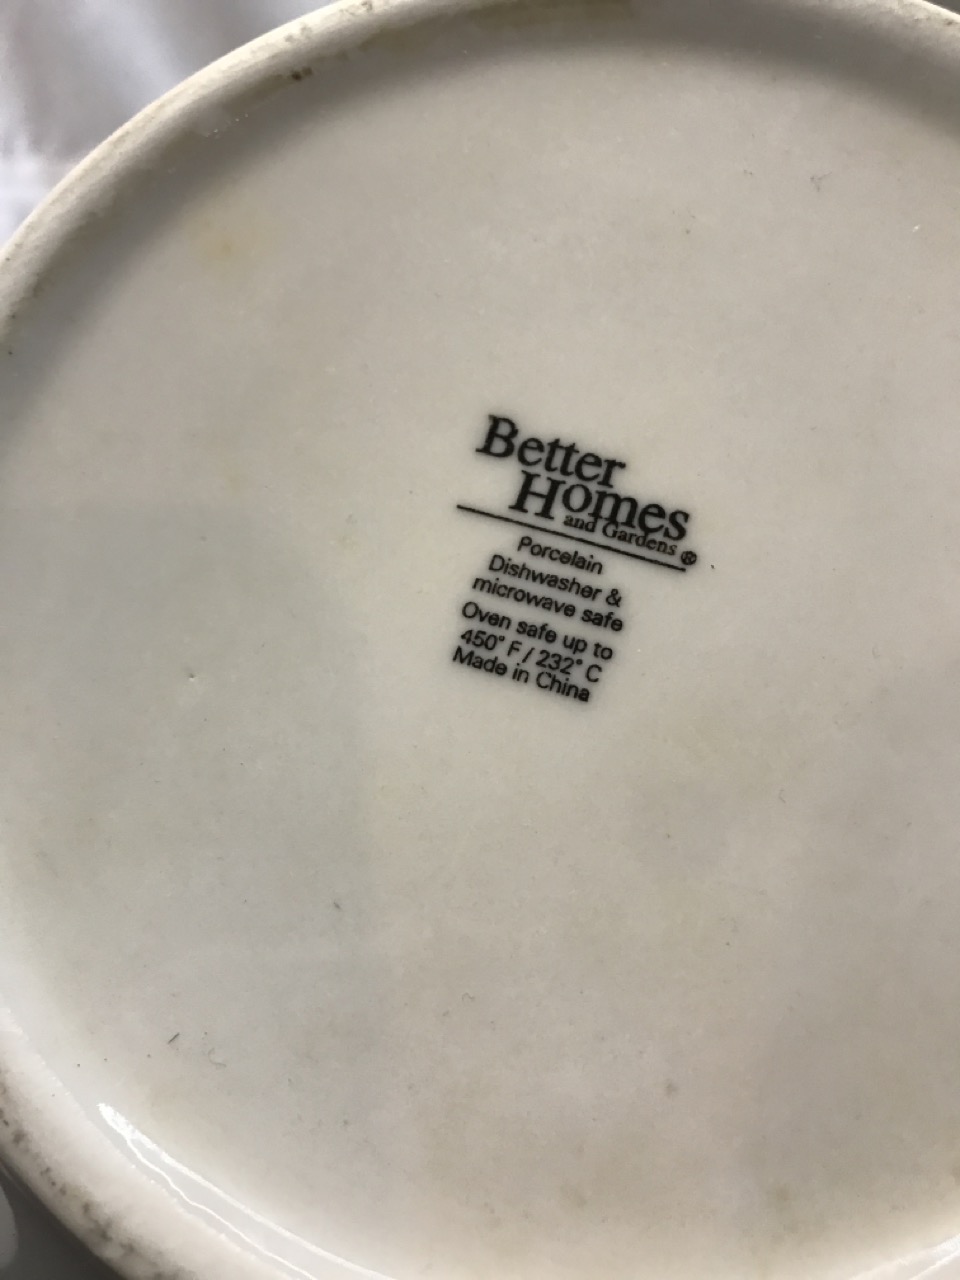 Better
Homes
and Gardens®
Porcelain
Dishwasher &
microwave safe
Oven safe up to
450° F / 232° C
Made in China